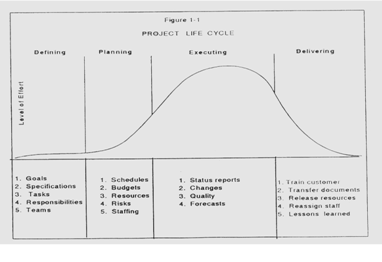 Figure 1-1
PROJECT LIFE CYCLE
Defining
Planning
Executing
Delivering
Level of Effort
1. Goals
2. Specifications
3. Tasks
4. Responsibilities
5. Teams
1. Schedules
2. Budgets
3. Resources
4. Risks
5. Staffing
1. Status reports
2. Changes
3. Quality
4. Forecasts
1. Train customer
2. Transfer documents
3. Release resources
4. Reassign staff
5. Lessons learned